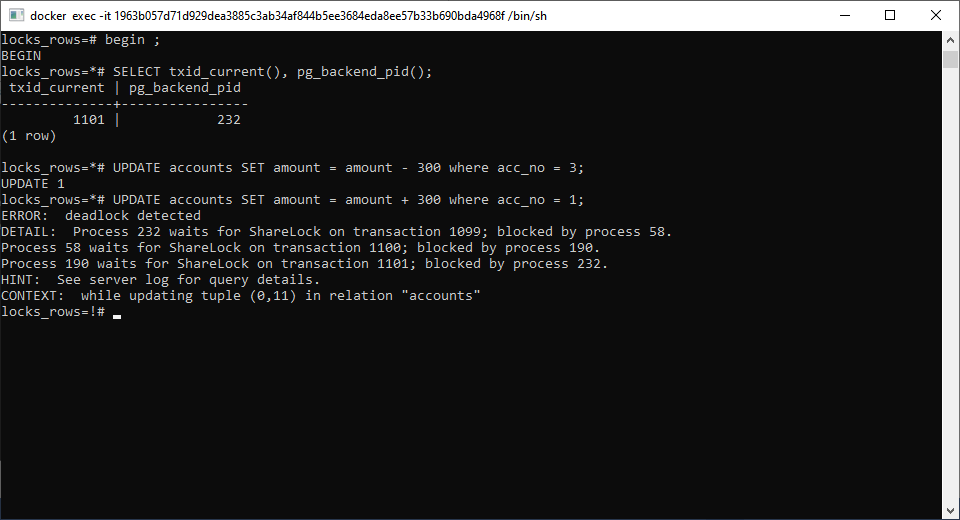 docker exec -it 1963b057d71d929dea3885c3ab34af844b5ee3684eda8ee57b33b690bda4968f /bin/sh
locks_rows=# begin ;
BEGIN
locks_rows=*# SELECT txid_current(), pg_backend_pid();
 txid_current | pg_backend_pid
--------------+----------------
         1101 |            232
(1 row)

locks_rows=*# UPDATE accounts SET amount = amount - 300 where acc_no = 3;
UPDATE 1
locks_rows=*# UPDATE accounts SET amount = amount + 300 where acc_no = 1;
ERROR:  deadlock detected
DETAIL:  Process 232 waits for ShareLock on transaction 1099; blocked by process 58.
Process 58 waits for ShareLock on transaction 1100; blocked by process 190.
Process 190 waits for ShareLock on transaction 1101; blocked by process 232.
HINT:  See server log for query details.
CONTEXT:  while updating tuple (0,11) in relation "accounts"
locks_rows=!#